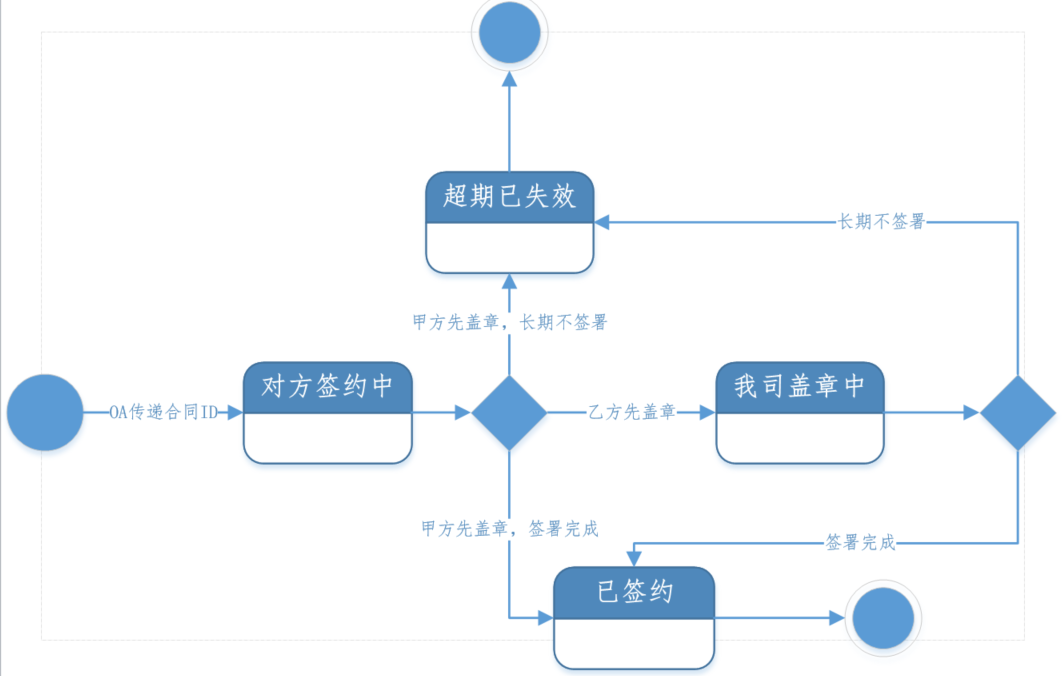 超期已失效
长期不签署
甲方先盖章，长期不签署
对方签约中
我司盖章中
OA传递合同ID
乙方先盖章
甲方先盖章，签署完成
签署完成
已签约